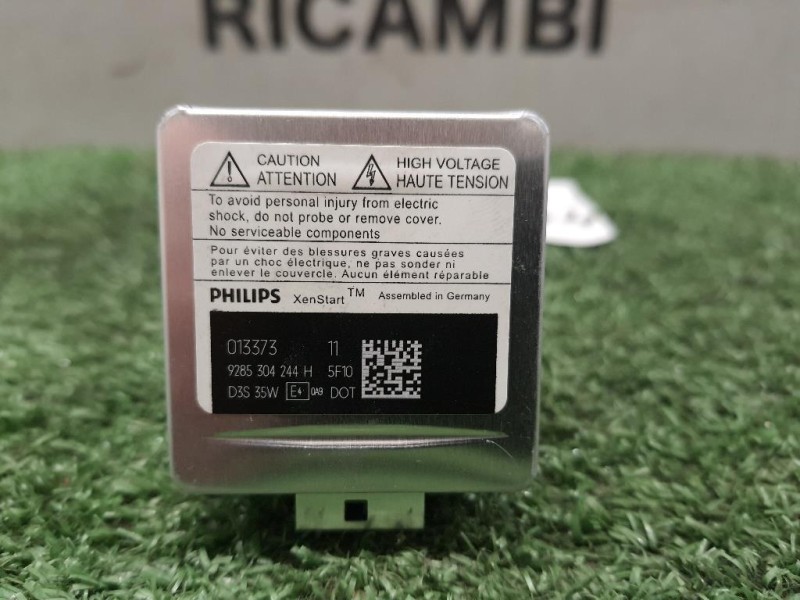 RICAMBI
CAUTION
ATTENTION
HIGH VOLTAGE
HAUTE TENSION
To avoid personal injury from electric
shock, do not probe or remove cover.
No serviceable components
Pour éviter des blessures graves causées
par un choc électrique, ne pas sonder ni
enlever le couvercle. Aucun élément réparable
PHILIPS XenStart™ Assembled in Germany
013373 11
9285 304 244 H 5F10
D3S 35W E4 0A9 DOT